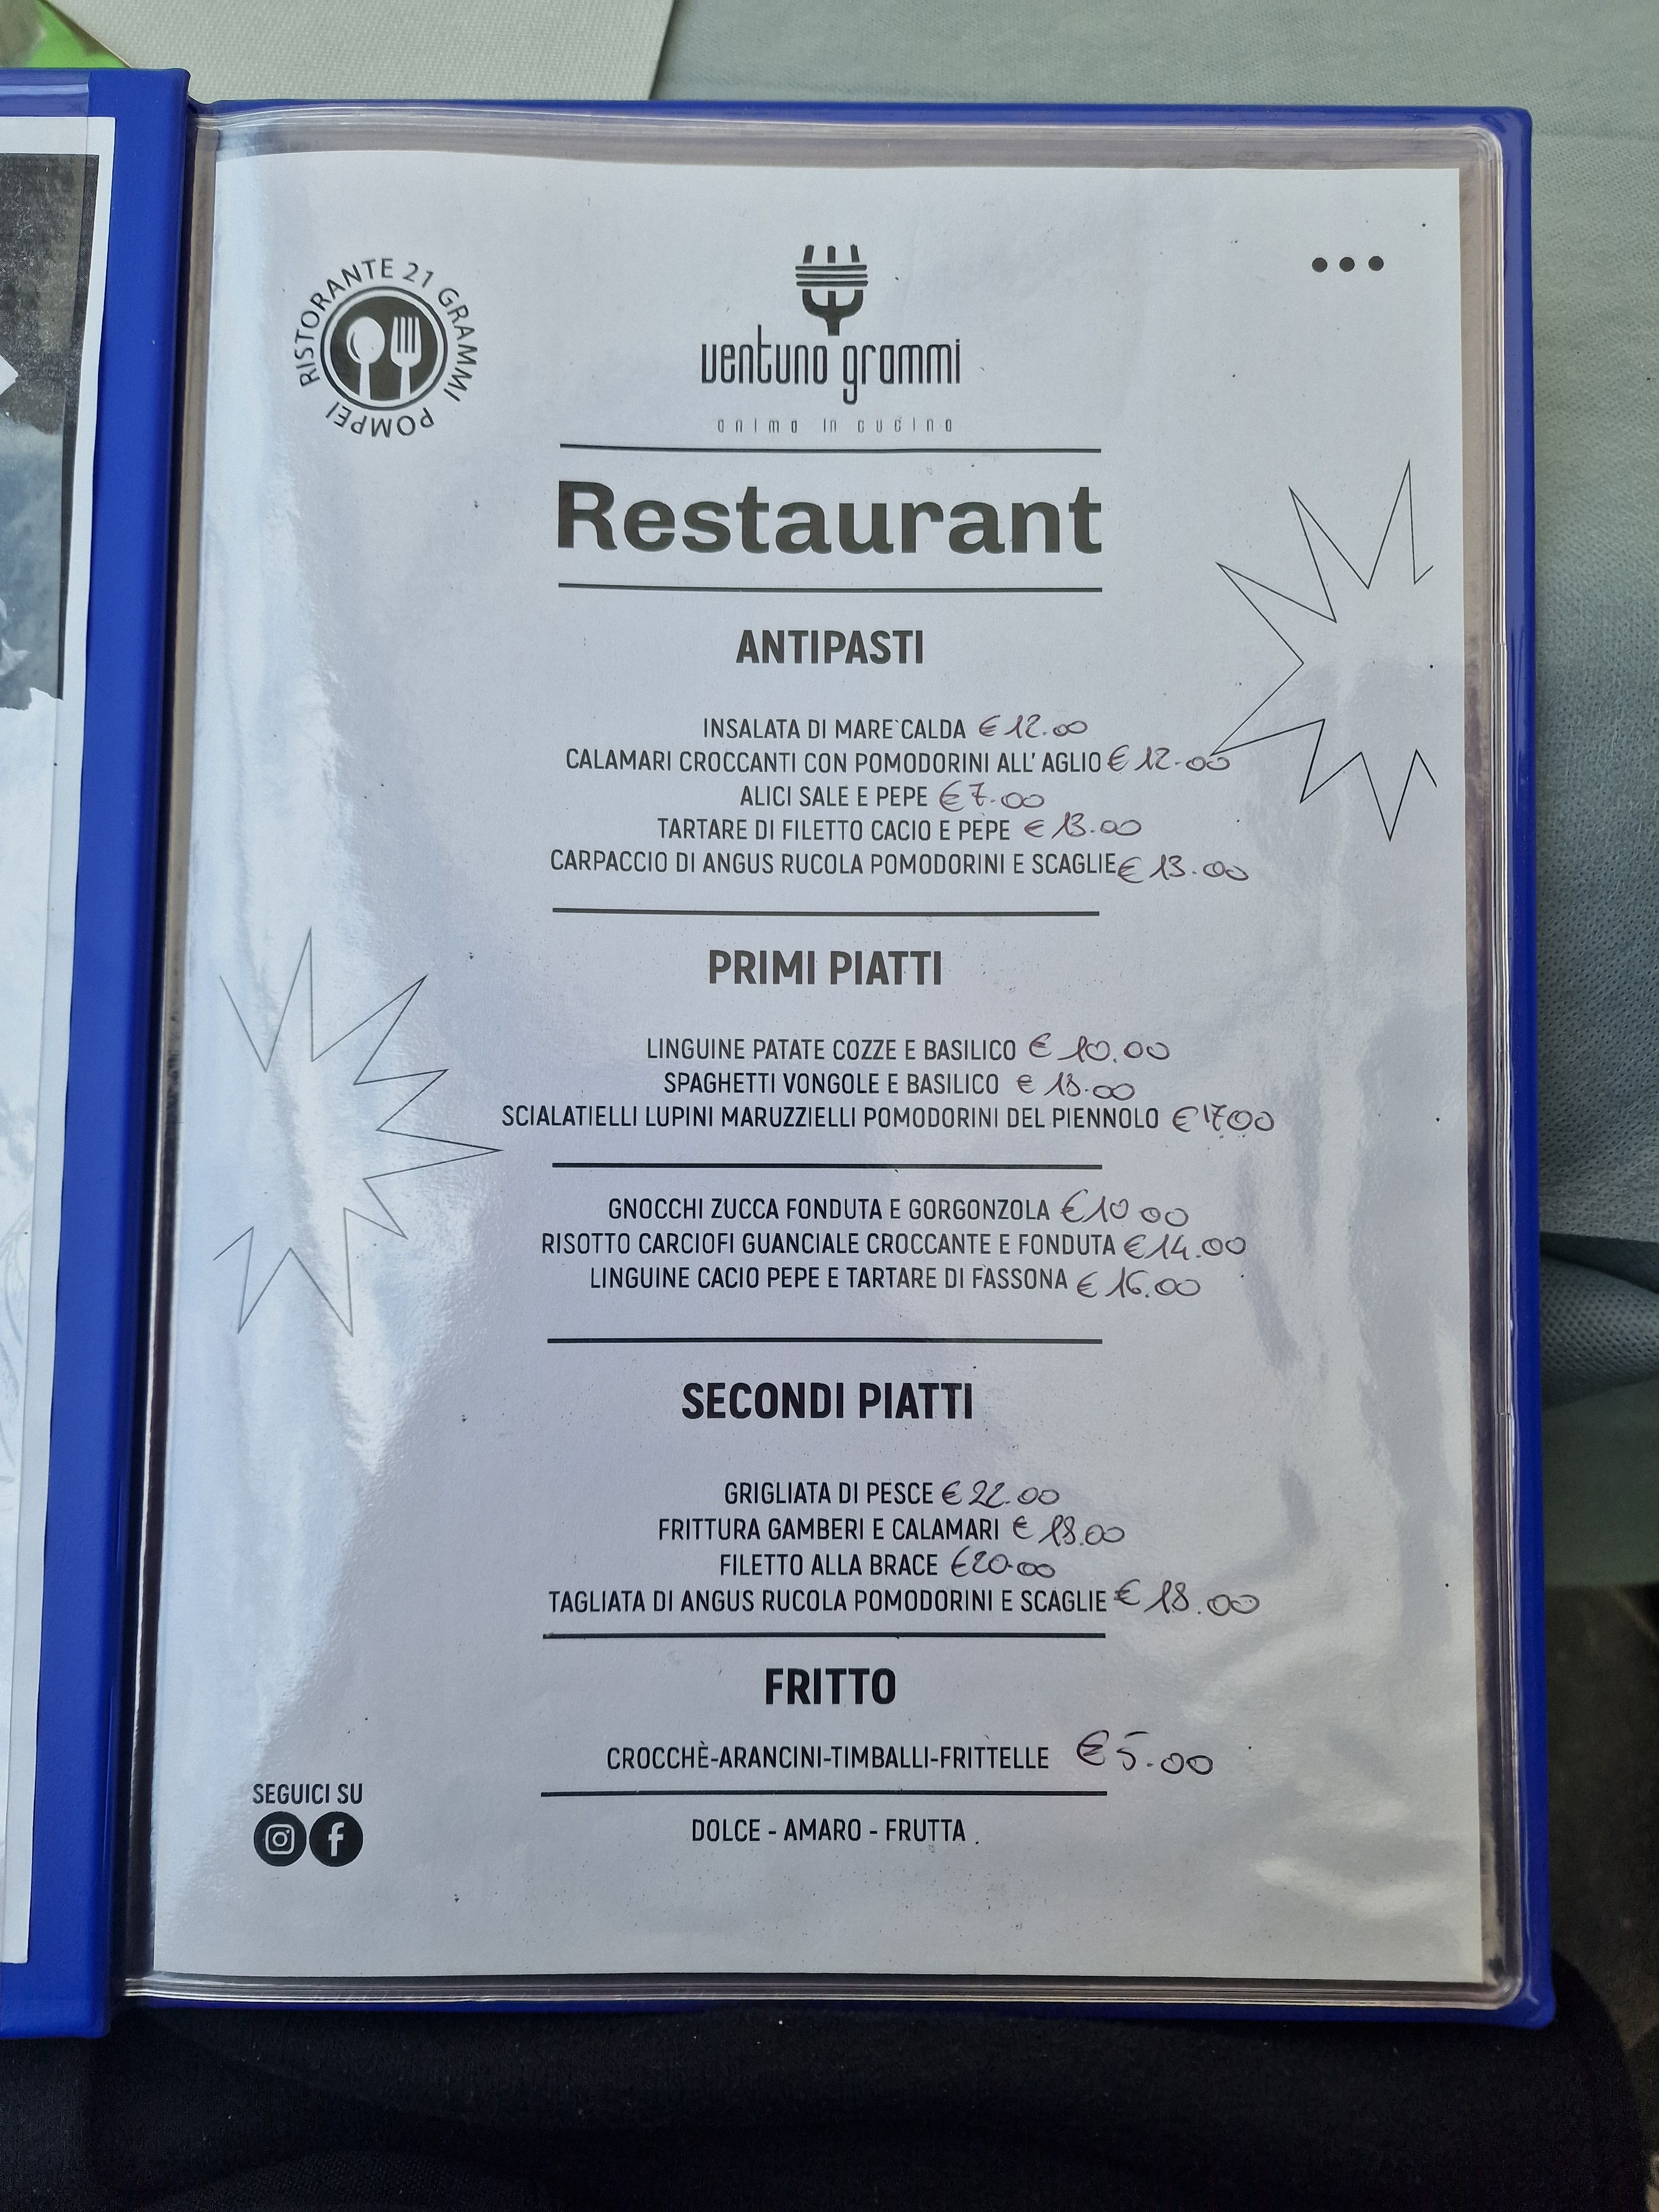 RISTORANTE 21 GRAMMI POMPEI
ventuno grammi
anima in cucina
Restaurant
ANTIPASTI
INSALATA DI MARE CALDA € 12.00
CALAMARI CROCCANTI CON POMODORINI ALL' AGLIO € 12.00
ALICI SALE E PEPE € 7.00
TARTARE DI FILETTO CACIO E PEPE € 13.00
CARPACCIO DI ANGUS RUCOLA POMODORINI E SCAGLIE € 13.00
PRIMI PIATTI
LINGUINE PATATE COZZE E BASILICO € 10.00
SPAGHETTI VONGOLE E BASILICO €
SCIALATIELLI LUPINI MARUZZIELLI POMODORINI DEL PIENNOLO € 17.00
GNOCCHI ZUCCA FONDUTA E GORGONZOLA € 10 00
RISOTTO CARCIOFI GUANCIALE CROCCANTE E FONDUTA € 14.00
LINGUINE CACIO PEPE E TARTARE DI FASSONA € 16.00
SECONDI PIATTI
GRIGLIATA DI PESCE € 22.00
FRITTURA GAMBERI E CALAMARI € 18.00
FILETTO ALLA BRACE € 20.00
TAGLIATA DI ANGUS RUCOLA POMODORINI E SCAGLIE € 18.00
FRITTO
CROCCHÈ-ARANCINI-TIMBALLI-FRITTELLE € 5.00
DOLCE - AMARO - FRUTTA
SEGUICI SU